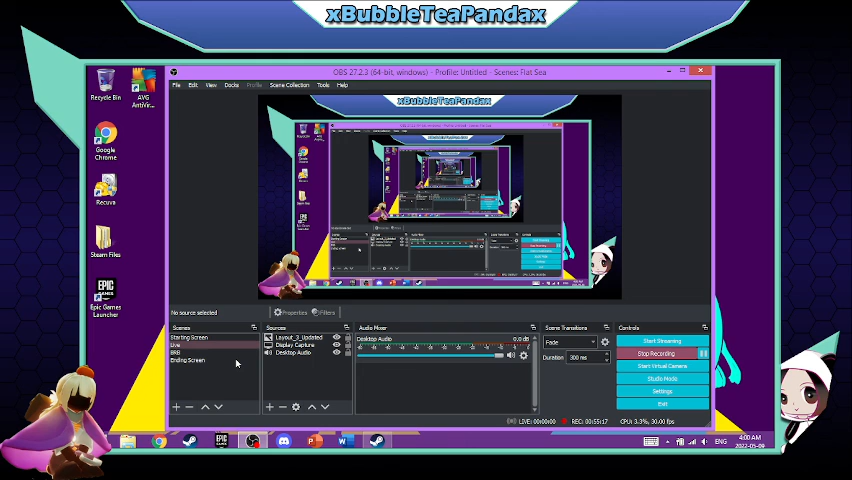 xBubbleTeaPandax
OBS 27.2.3 (64-bit, windows) - Profile: Untitled - Scenes: Flat Sea
File Edit View Docks Profile Scene Collection Tools Help
Recycle Bin
AVG AntiVir...
Google Chrome
Recuva
Steam Files
Epic Games Launcher
xBubbleTeaPandax
No source selected
Properties
Filters
Scenes
Starting Screen
Live
BRB
Ending Screen
Sources
Layout_3_Updated
Display Capture
Desktop Audio
Audio Mixer
Desktop Audio
0.0 dB
Scene Transitions
Fade
Duration 300 ms
Controls
Start Streaming
Stop Recording
Start Virtual Camera
Studio Mode
Settings
Exit
LIVE: 00:00:00
REC: 00:55:17
CPU: 3.3%, 30.00 fps
EPIC GAMES
ENG
4:00 AM
2022-05-09